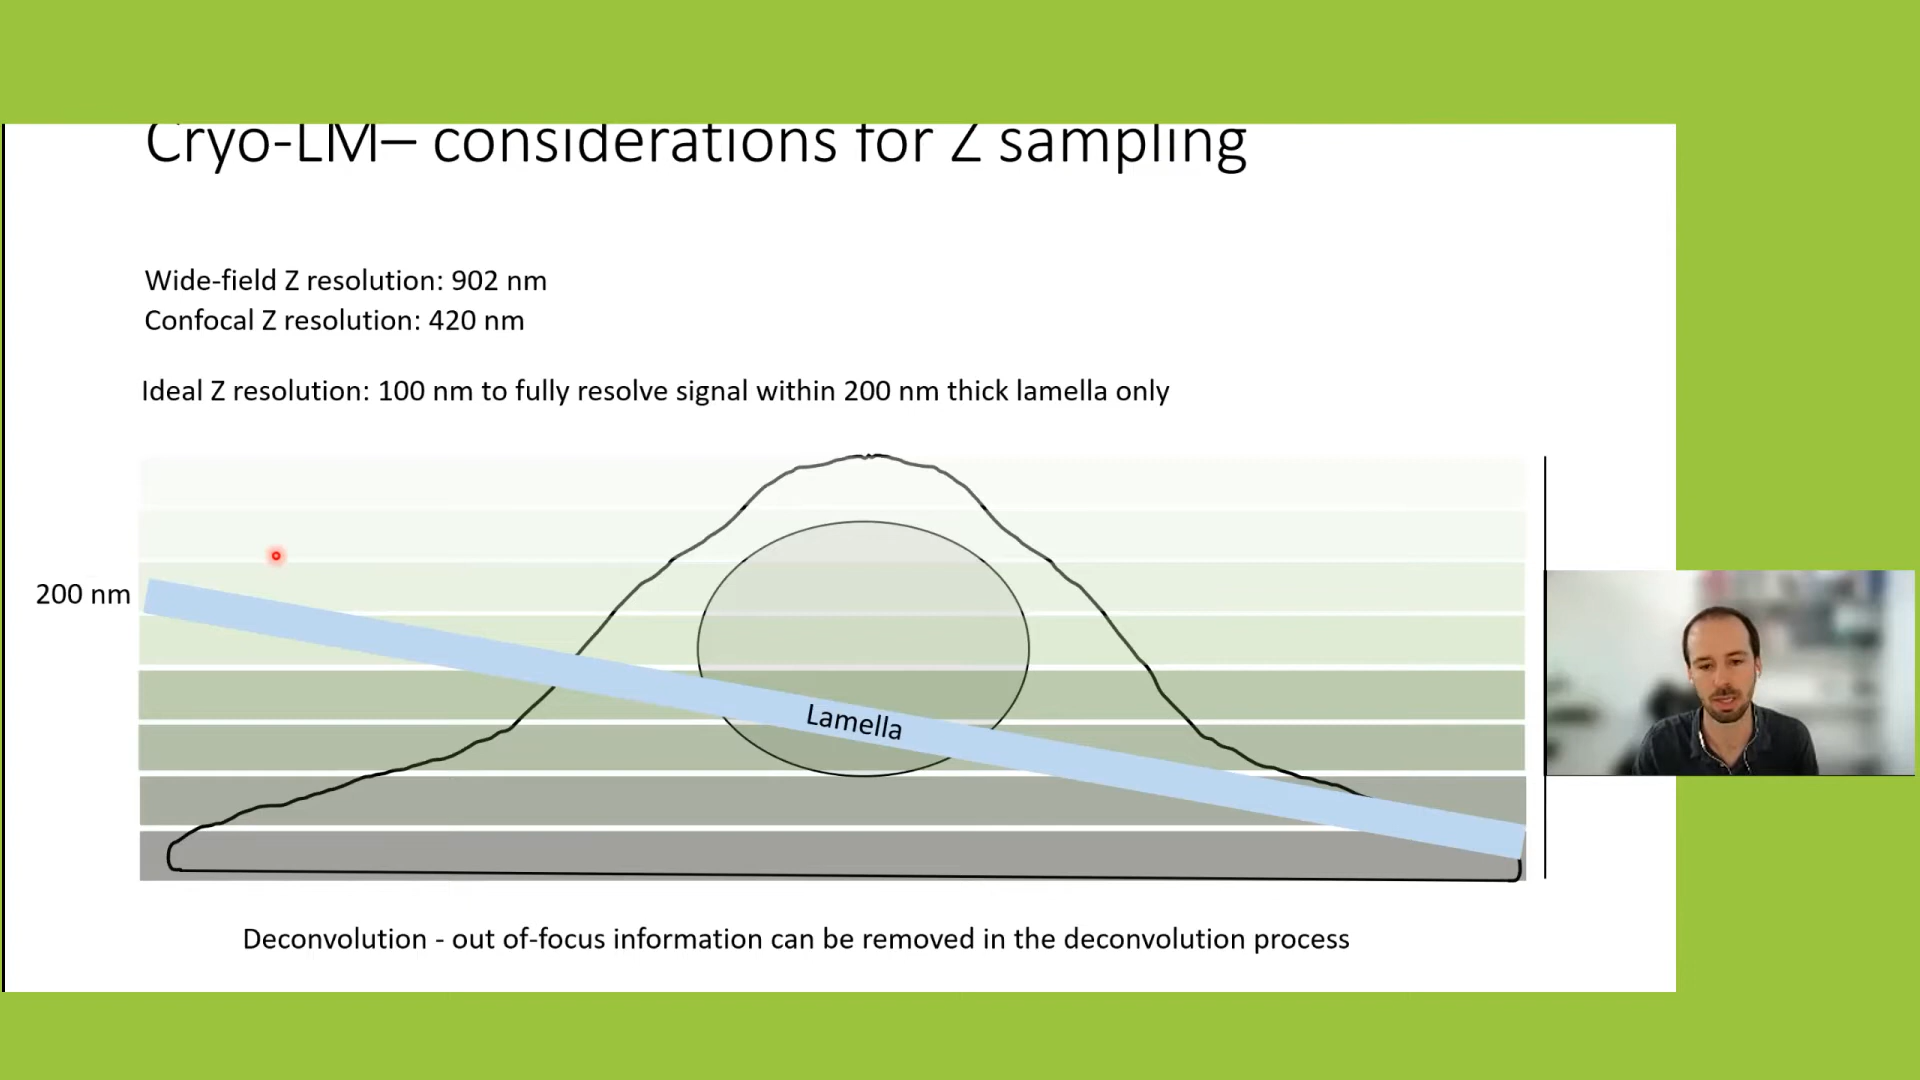 Cryo-LM– considerations for Z sampling
Wide-field Z resolution: 902 nm
Confocal Z resolution: 420 nm
Ideal Z resolution: 100 nm to fully resolve signal within 200 nm thick lamella only
200 nm
Lamella
Deconvolution - out of-focus information can be removed in the deconvolution process